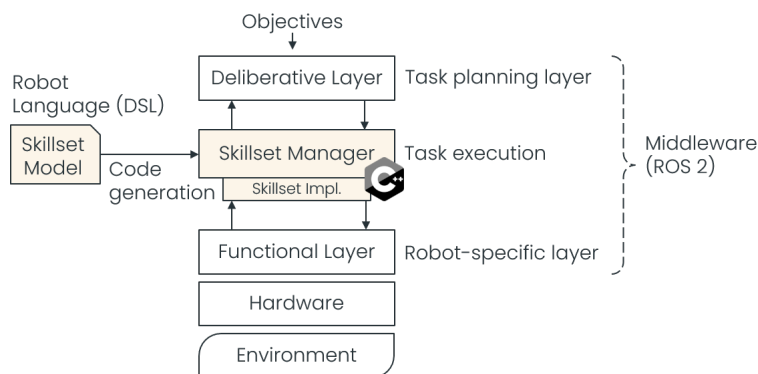 Objectives
Deliberative Layer
Task planning layer
Robot
Language (DSL)
Skillset
Model
Code
generation
Skillset Manager
Task execution
Skillset Impl.
C++
Middleware
(ROS 2)
Functional Layer
Robot-specific layer
Hardware
Environment